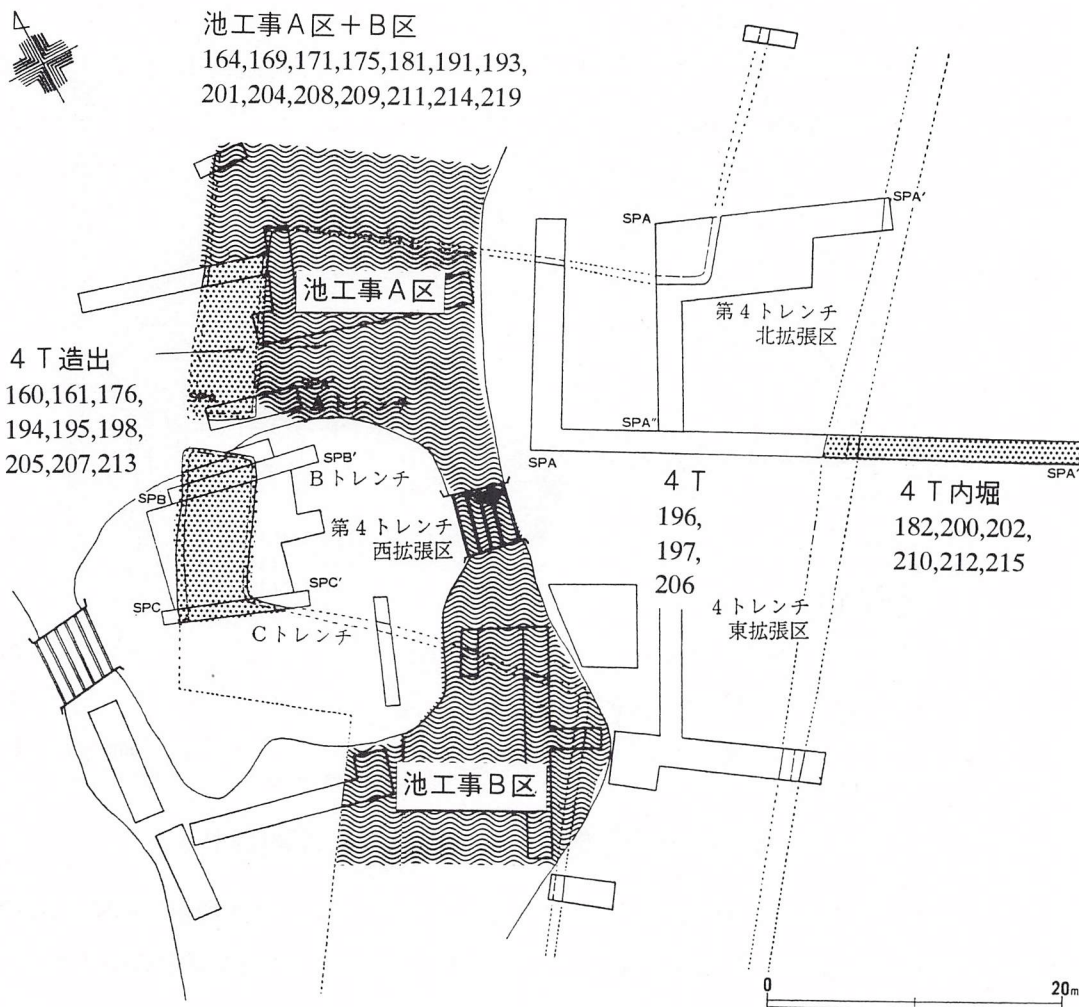 池工事A区＋B区
164,169,171,175,181,191,193,
201,204,208,209,211,214,219
SPA
SPA′
池工事A区
第4トレンチ
北拡張区
4T造出
160,161,176,
194,195,198,
205,207,213
トレンチ
SPA″
SPA
SPA′
SPB′
SPB
Bトレンチ
第4トレンチ
西拡張区
4T
196,
197,
206
4T内堀
182,200,202,
210,212,215
SPC′
SPC
Cトレンチ
4トレンチ
東拡張区
池工事B区
0
20m